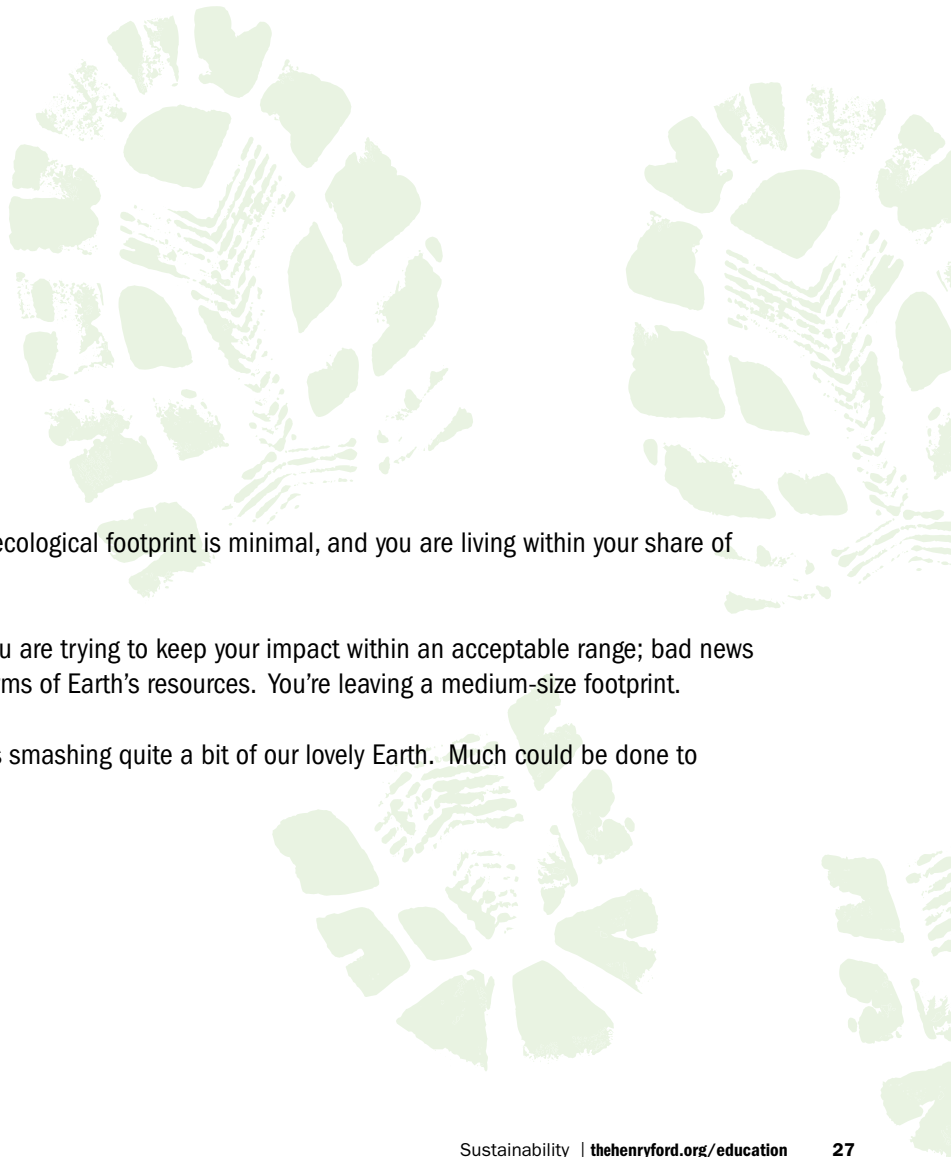 ecological footprint is minimal, and you are living within your share of
u are trying to keep your impact within an acceptable range; bad news
rms of Earth's resources. You're leaving a medium-size footprint.
s smashing quite a bit of our lovely Earth. Much could be done to
Sustainability | thehenryford.org/education 27